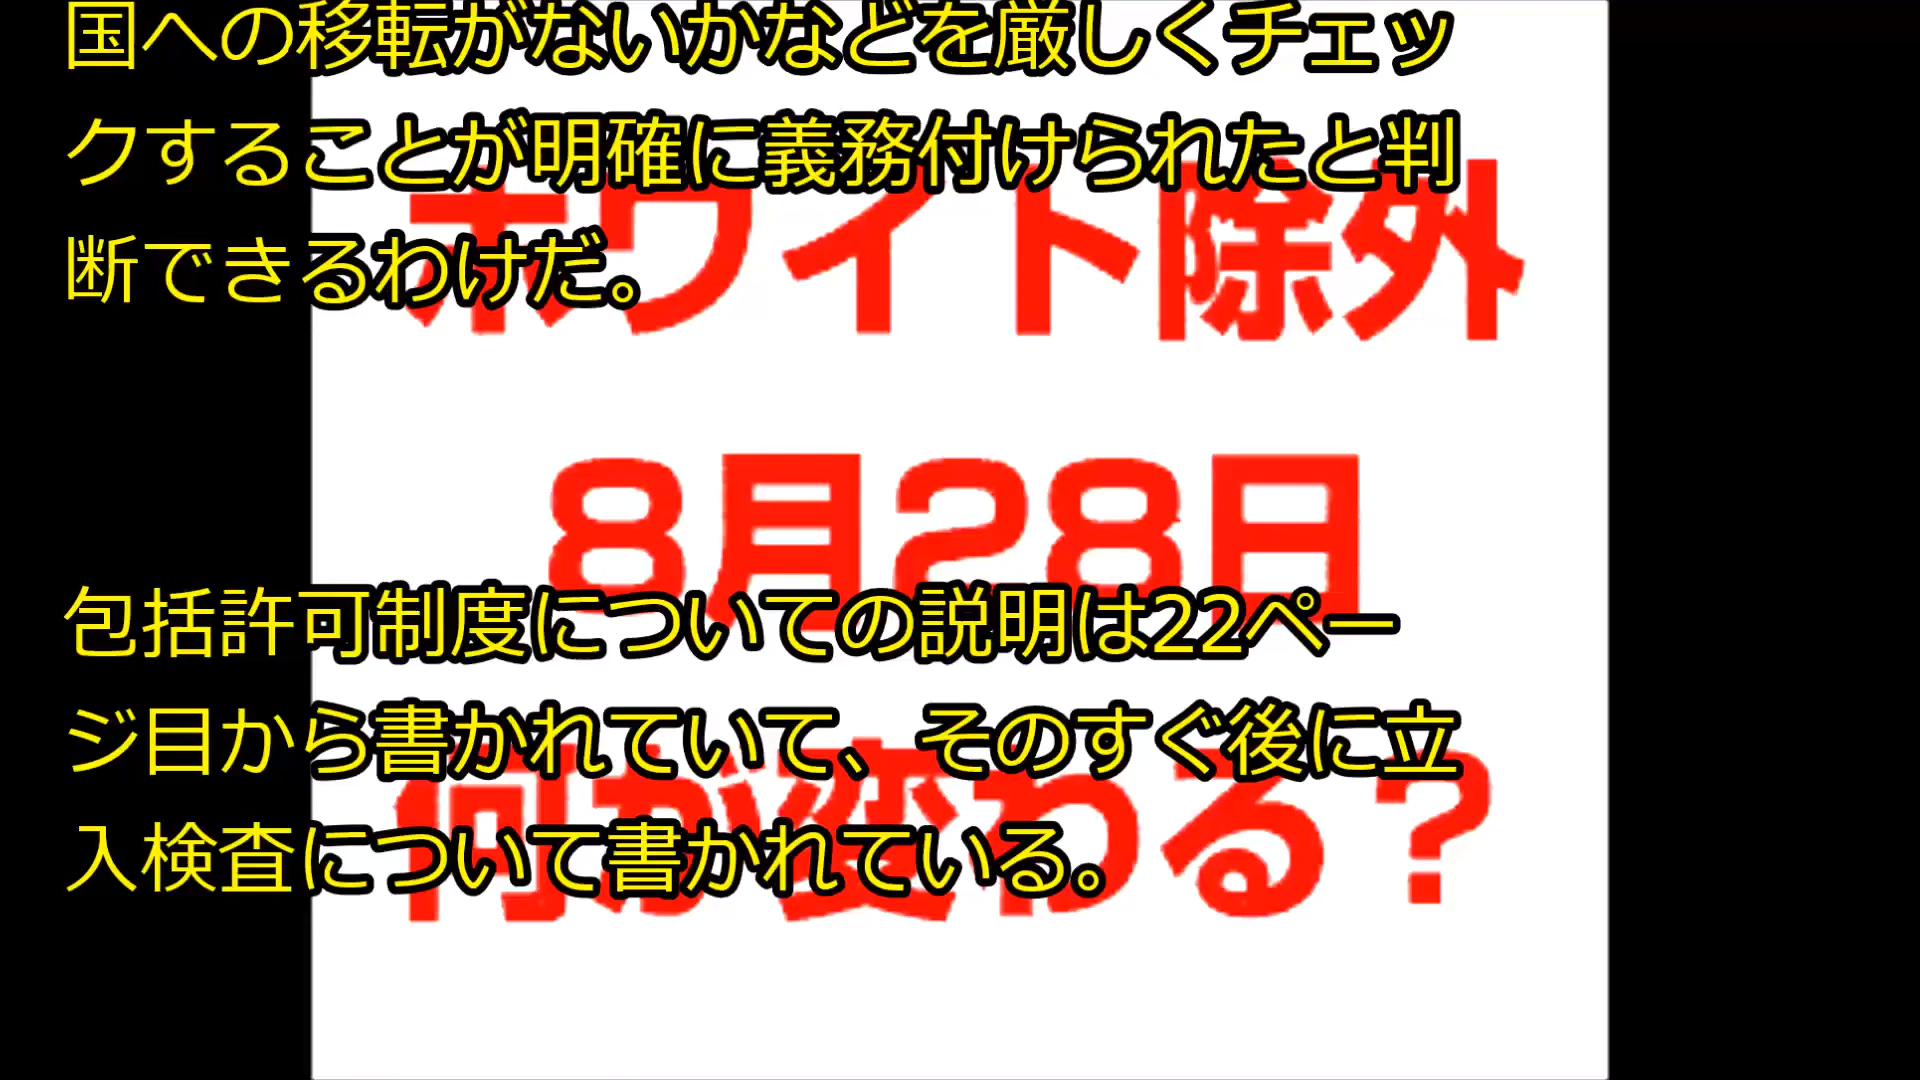 国への移転がないかなどを厳しくチェッ
クすることが明確に義務付けられたと判
断できるわけだ。
ホワイト除外
8月28日
包括許可制度についての説明は22ペー
ジ目から書かれていて、そのすぐ後に立
入検査について書かれている。
何が変わる？